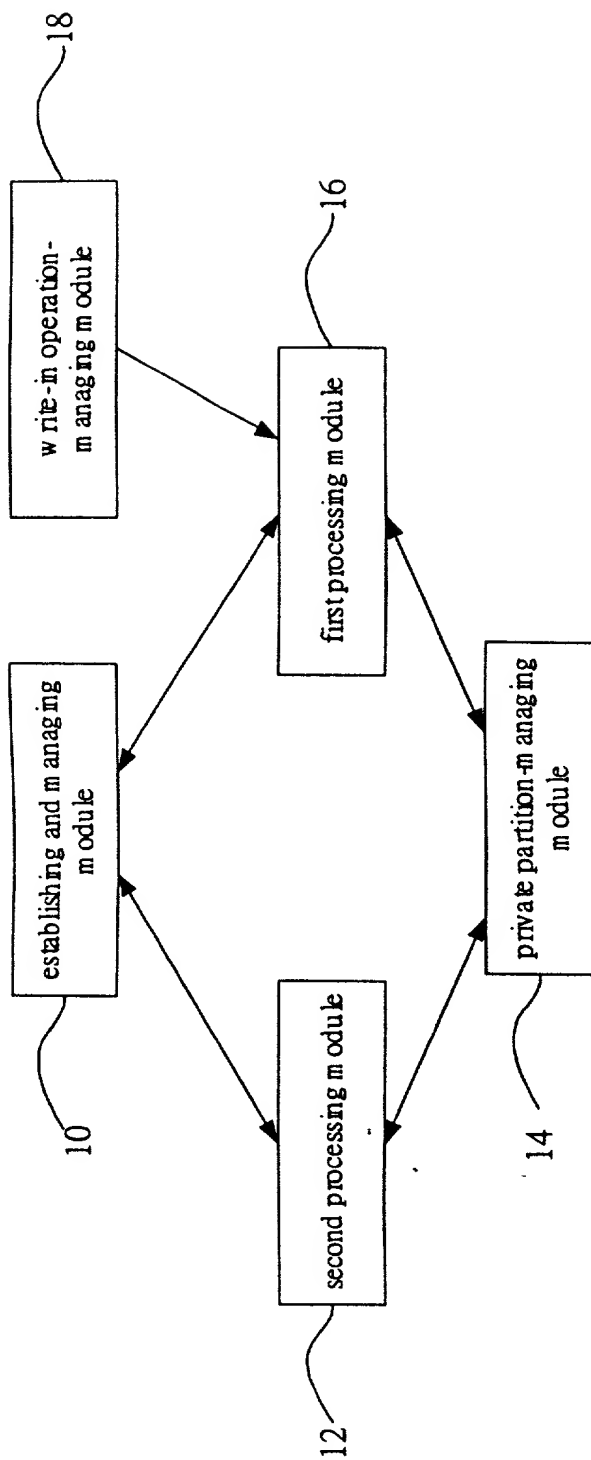 18
write-in operation-
managing module
16
first processing module
establishing and managing
module
10
private partition-managing
module
14
second processing module
12